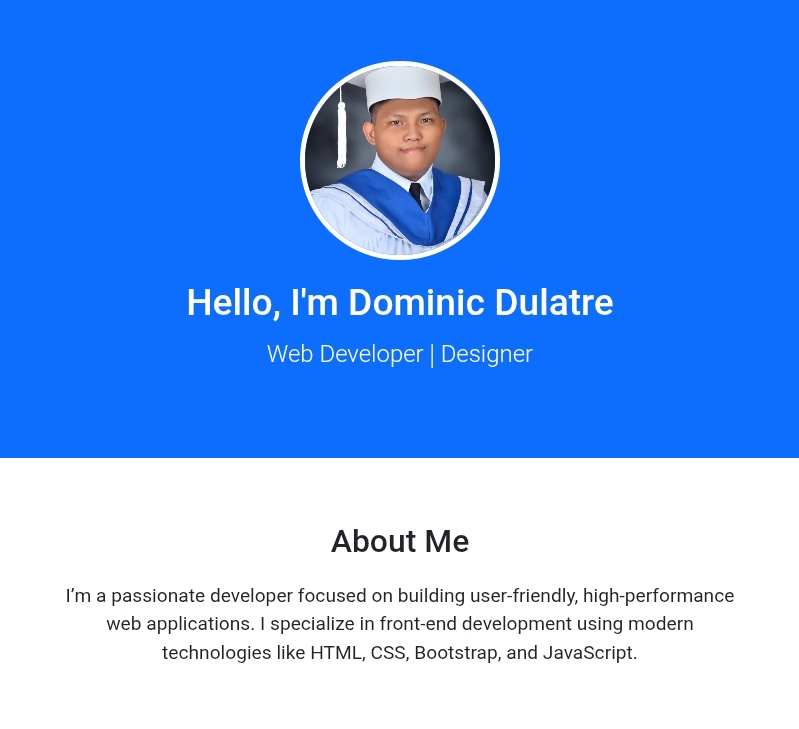 Hello, I'm Dominic Dulatre
Web Developer | Designer
About Me
I’m a passionate developer focused on building user-friendly, high-performance
web applications. I specialize in front-end development using modern
technologies like HTML, CSS, Bootstrap, and JavaScript.